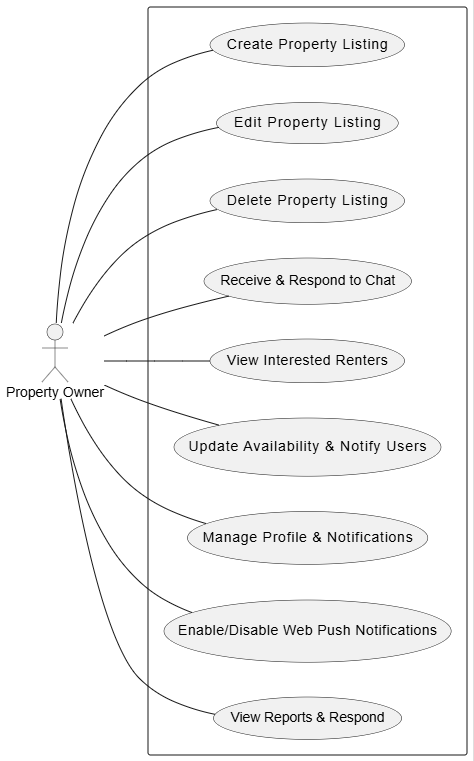 Create Property Listing
Edit Property Listing
Delete Property Listing
Receive & Respond to Chat
View Interested Renters
Property Owner
Update Availability & Notify Users
Manage Profile & Notifications
Enable/Disable Web Push Notifications
View Reports & Respond